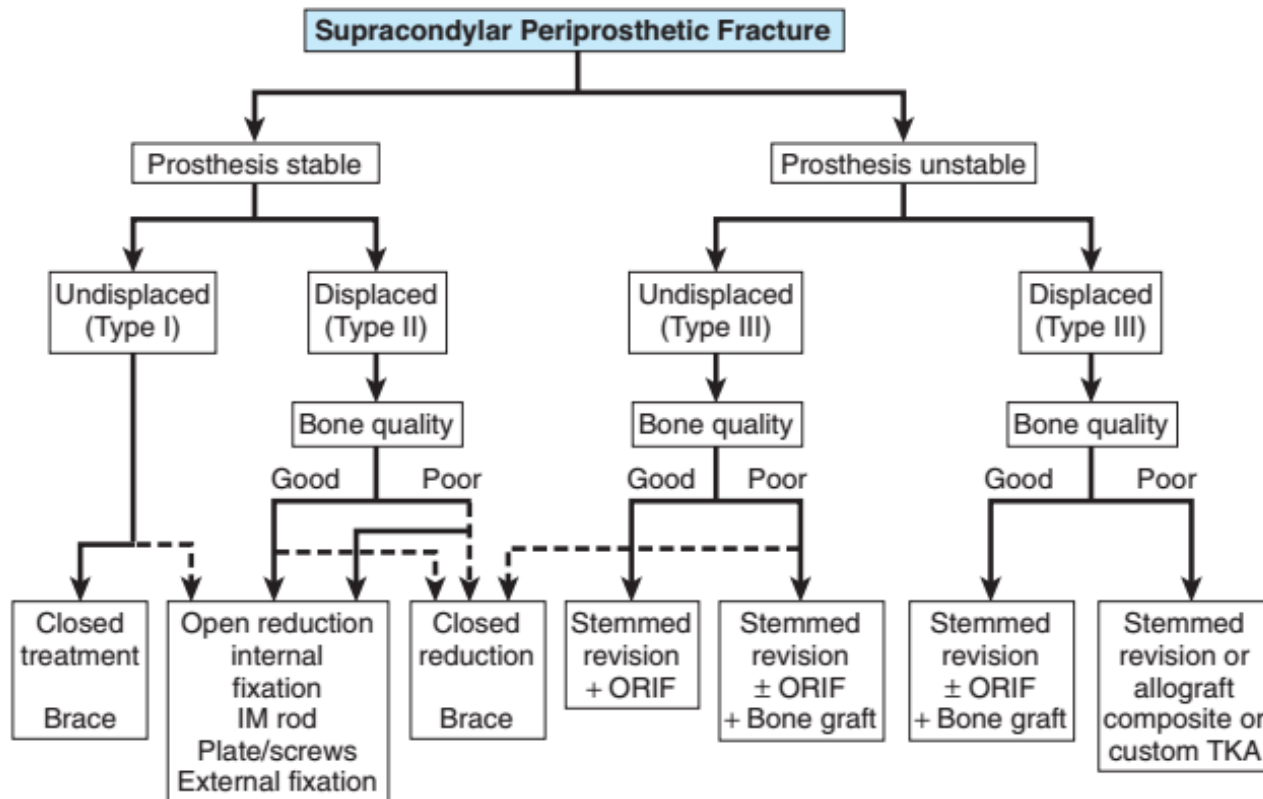 Supracondylar Periprosthetic Fracture
Prosthesis stable
Prosthesis unstable
Undisplaced
(Type I)
Displaced
(Type II)
Undisplaced
(Type III)
Displaced
(Type III)
Bone quality
Bone quality
Bone quality
Good
Poor
Good
Poor
Good
Poor
Closed
treatment
Brace
Open reduction
internal
fixation
IM rod
Plate/screws
External fixation
Closed
reduction
Brace
Stemmed
revision
+ ORIF
Stemmed
revision
± ORIF
+ Bone graft
Stemmed
revision
± ORIF
+ Bone graft
Stemmed
revision or
allograft
composite or
custom TKA